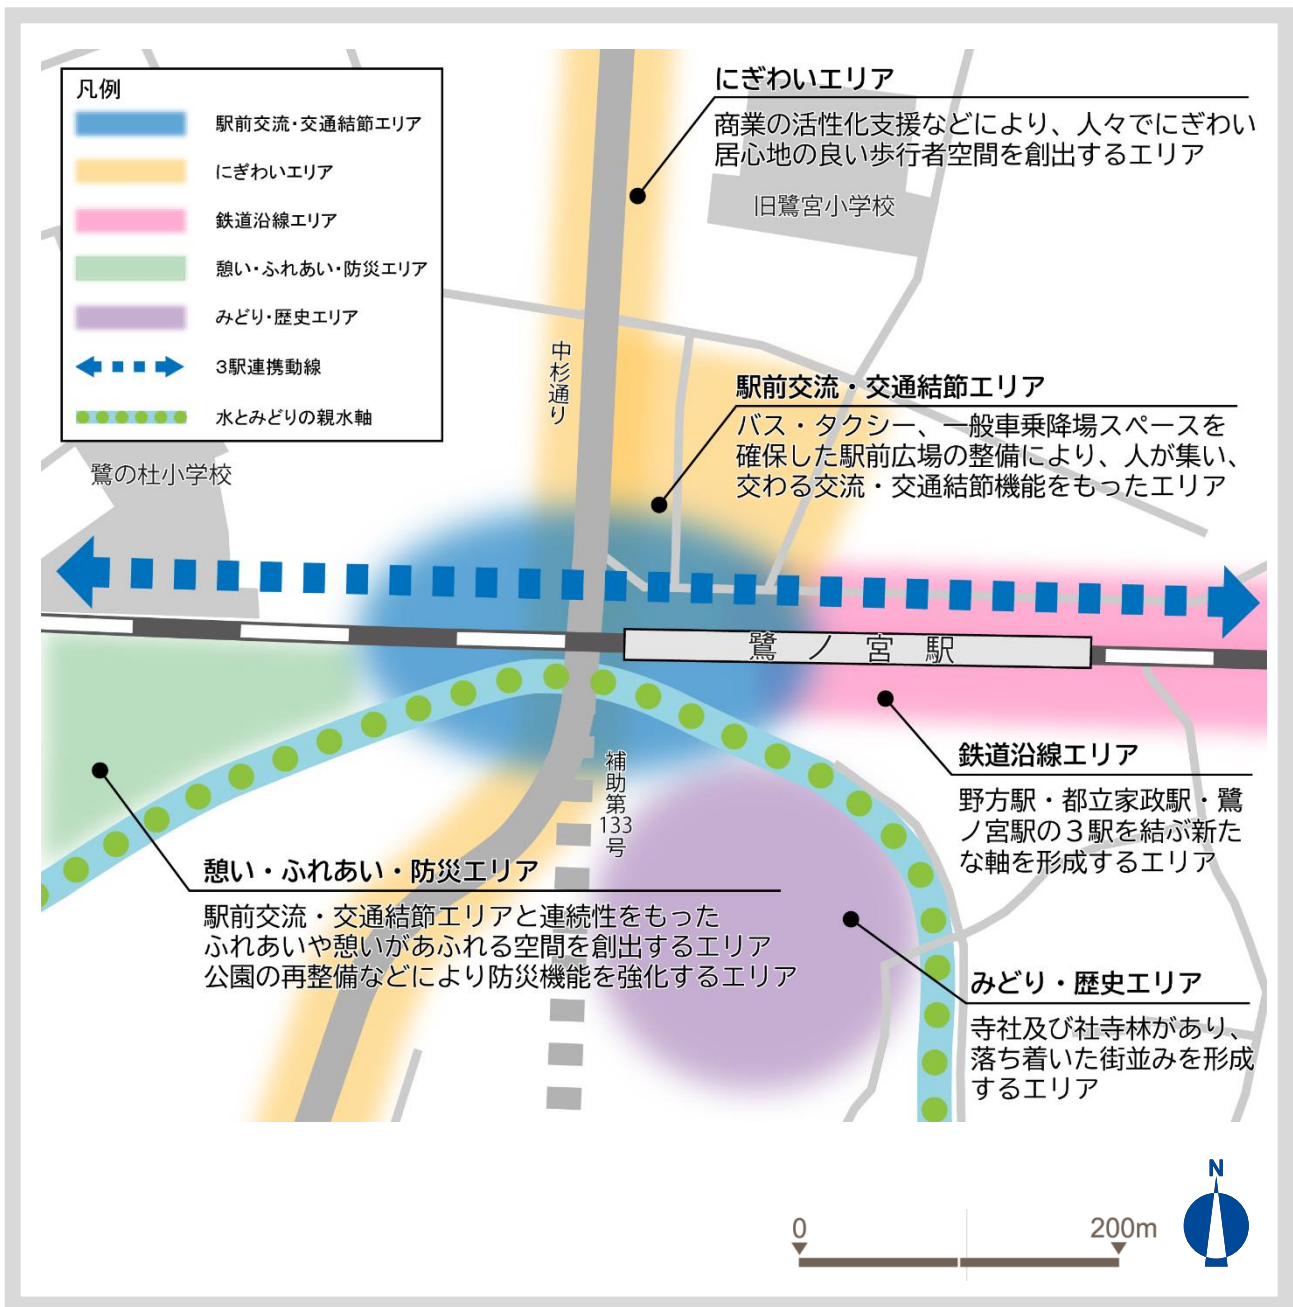 凡例
駅前交流・交通結節エリア
にぎわいエリア
鉄道沿線エリア
憩い・ふれあい・防災エリア
みどり・歴史エリア
3駅連携動線
水とみどりの親水軸
にぎわいエリア
商業の活性化支援などにより、人々でにぎわい
居心地の良い歩行者空間を創出するエリア
旧鷺宮小学校
中杉通り
駅前交流・交通結節エリア
バス・タクシー、一般車乗降場スペースを
確保した駅前広場の整備により、人が集い、
交わる交流・交通結節機能をもったエリア
鷺の杜小学校
鷺ノ宮駅
補助第133号
鉄道沿線エリア
野方駅・都立家政駅・鷺
ノ宮駅の3駅を結ぶ新た
な軸を形成するエリア
憩い・ふれあい・防災エリア
駅前交流・交通結節エリアと連続性をもった
ふれあいや憩いがあふれる空間を創出するエリア
公園の再整備などにより防災機能を強化するエリア
みどり・歴史エリア
寺社及び社寺林があり、
落ち着いた街並みを形成
するエリア
N
0
200m